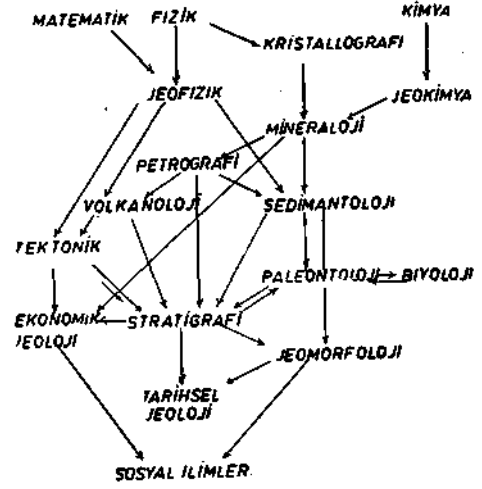 MATEMATİK FİZİK KİMYA
KRİSTALLOGRAFİ
JEOFİZİK JEOKİMYA
MİNERALOJİ
PETROGRAFİ
VOLKANOLOJİ SEDİMANTOLOJİ
TEKTONİK
PALEONTOLOJİ BİYOLOJİ
EKONOMİK STRATİGRAFİ
JEOLOJİ
JEOMORFOLOJİ
TARİHSEL
JEOLOJİ
SOSYAL İLİMLER